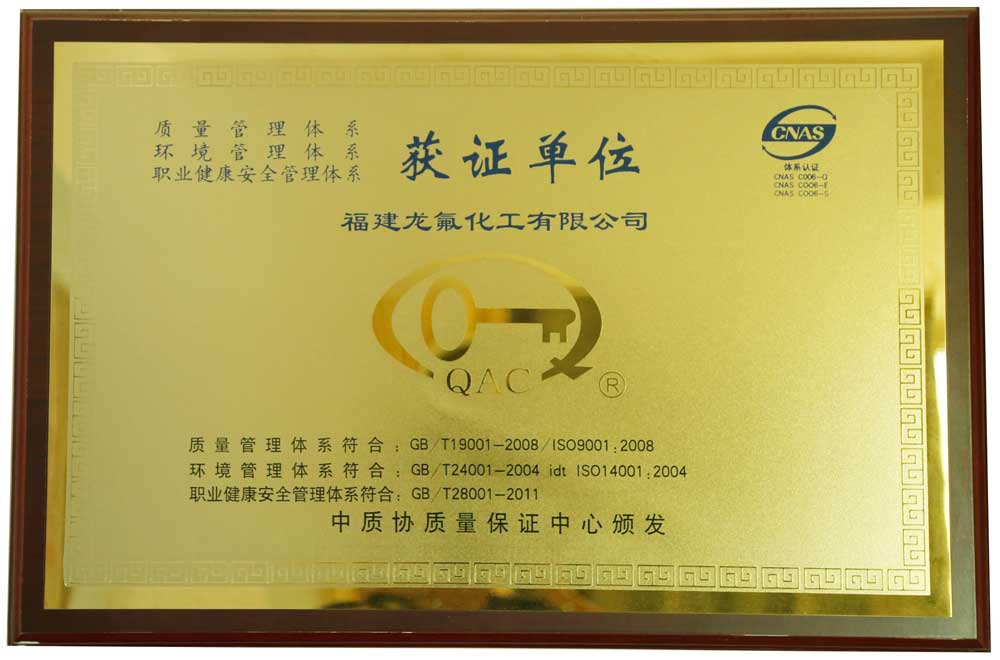 质量管理体系
环境管理体系
职业健康安全管理体系
获证单位
CNAS
体系认证
CNAS C006-Q
CNAS C006-E
CNAS C006-S
福建龙氟化工有限公司
QAC ®
质量管理体系符合：GB/T19001-2008/ISO9001:2008
环境管理体系符合：GB/T24001-2004 idt ISO14001:2004
职业健康安全管理体系符合：GB/T28001-2011
中质协质量保证中心颁发